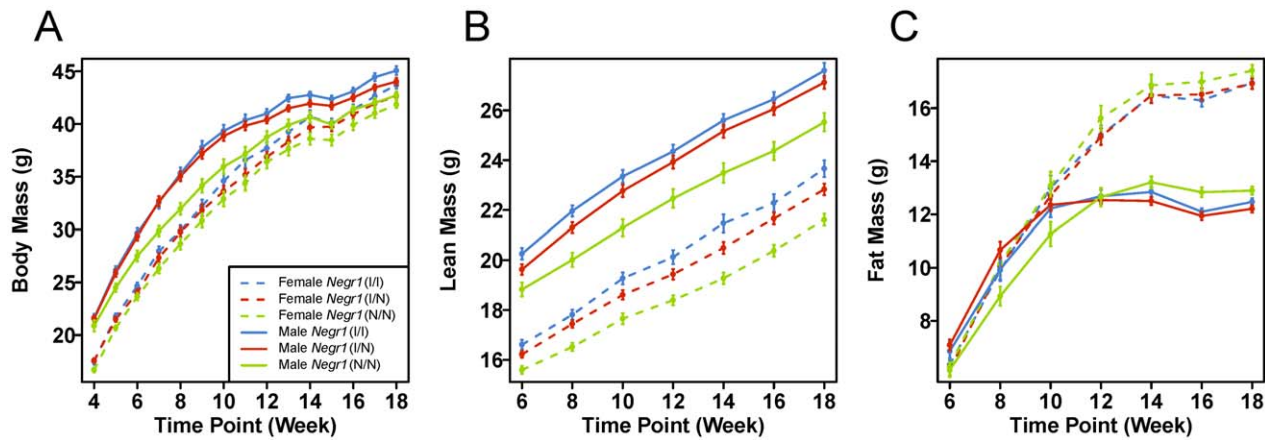 A
Body Mass (g)
45
40
35
30
25
20
4 6 8 10 12 14 16 18
Time Point (Week)
Female Negr1 (I/I)
Female Negr1 (I/N)
Female Negr1 (N/N)
Male Negr1 (I/I)
Male Negr1 (I/N)
Male Negr1 (N/N)
B
Lean Mass (g)
26
24
22
20
18
16
6 8 10 12 14 16 18
Time Point (Week)
C
Fat Mass (g)
16
14
12
10
8
6 8 10 12 14 16 18
Time Point (Week)